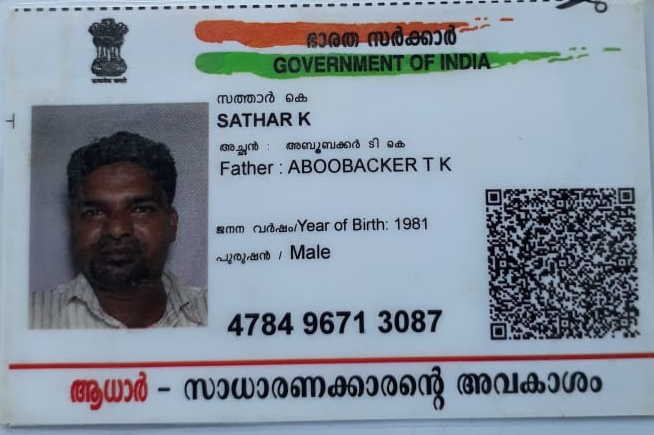 ഭാരത സർക്കാർ
GOVERNMENT OF INDIA
സത്താർ കെ
SATHAR K
അച്ഛൻ : അബൂബക്കർ ടി കെ
Father : ABOOBACKER T K
ജനന വർഷം/Year of Birth: 1981
പുരുഷൻ / Male
4784 9671 3087
ആധാർ - സാധാരണക്കാരന്റെ അവകാശം